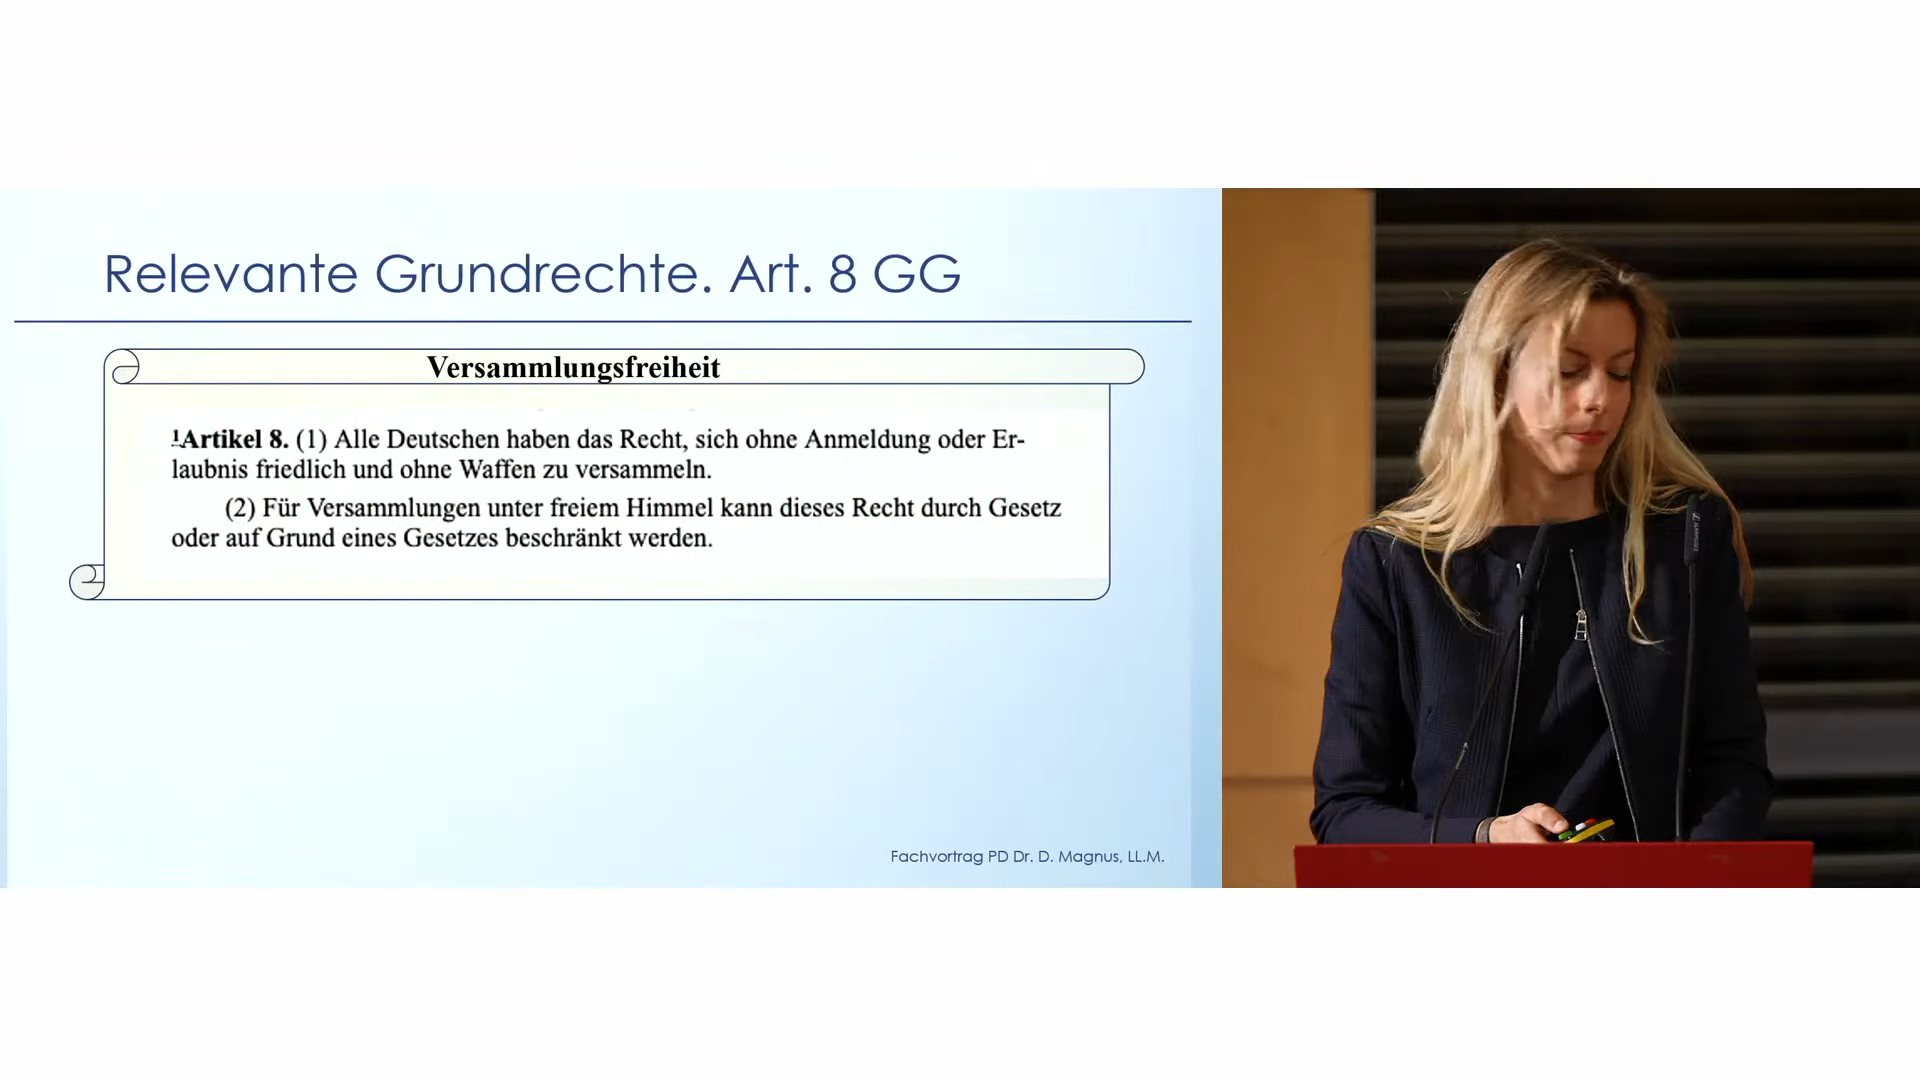 Relevante Grundrechte. Art. 8 GG
Versammlungsfreiheit
¹Artikel 8. (1) Alle Deutschen haben das Recht, sich ohne Anmeldung oder Er-
laubnis friedlich und ohne Waffen zu versammeln.
(2) Für Versammlungen unter freiem Himmel kann dieses Recht durch Gesetz
oder auf Grund eines Gesetzes beschränkt werden.
Fachvortrag PD Dr. D. Magnus, LL.M.